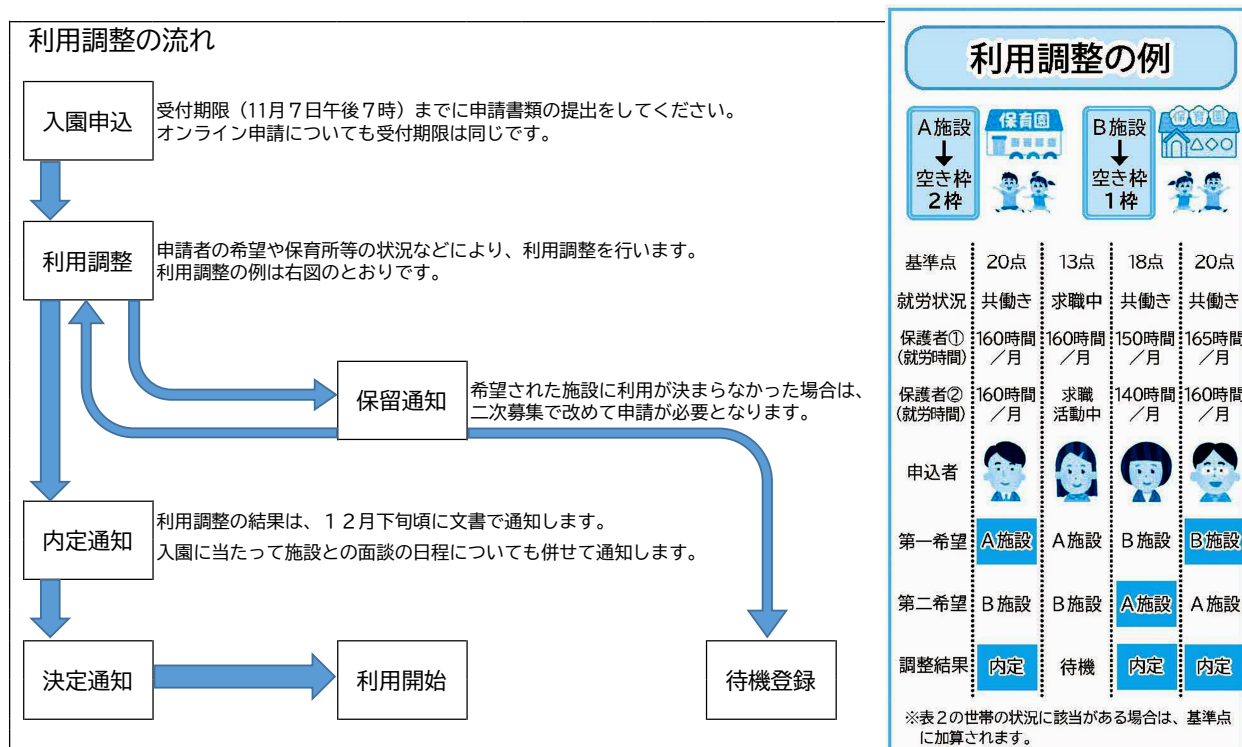 利用調整の流れ
入園申込
受付期限（11月７日午後７時）までに申請書類の提出をしてください。
オンライン申請についても受付期限は同じです。
利用調整
申請者の希望や保育所等の状況などにより、利用調整を行います。
利用調整の例は右図のとおりです。
保留通知
希望された施設に利用が決まらなかった場合は、
二次募集で改めて申請が必要となります。
内定通知
利用調整の結果は、１２月下旬頃に文書で通知します。
入園に当たって施設との面談の日程についても併せて通知します。
決定通知
利用開始
待機登録
利用調整の例
A施設
空き枠
2枠
保育園
B施設
空き枠
1枠
保育園
基準点 20点 13点 18点 20点
就労状況 共働き 求職中 共働き 共働き
保護者① 160時間 160時間 150時間 165時間
(就労時間) ／月 ／月 ／月 ／月
保護者② 160時間 求職 140時間 160時間
(就労時間) ／月 活動中 ／月 ／月
申込者
第一希望 A施設 A施設 B施設 B施設
第二希望 B施設 B施設 A施設 A施設
調整結果 内定 待機 内定 内定
※表２の世帯の状況に該当がある場合は、基準点
に加算されます。